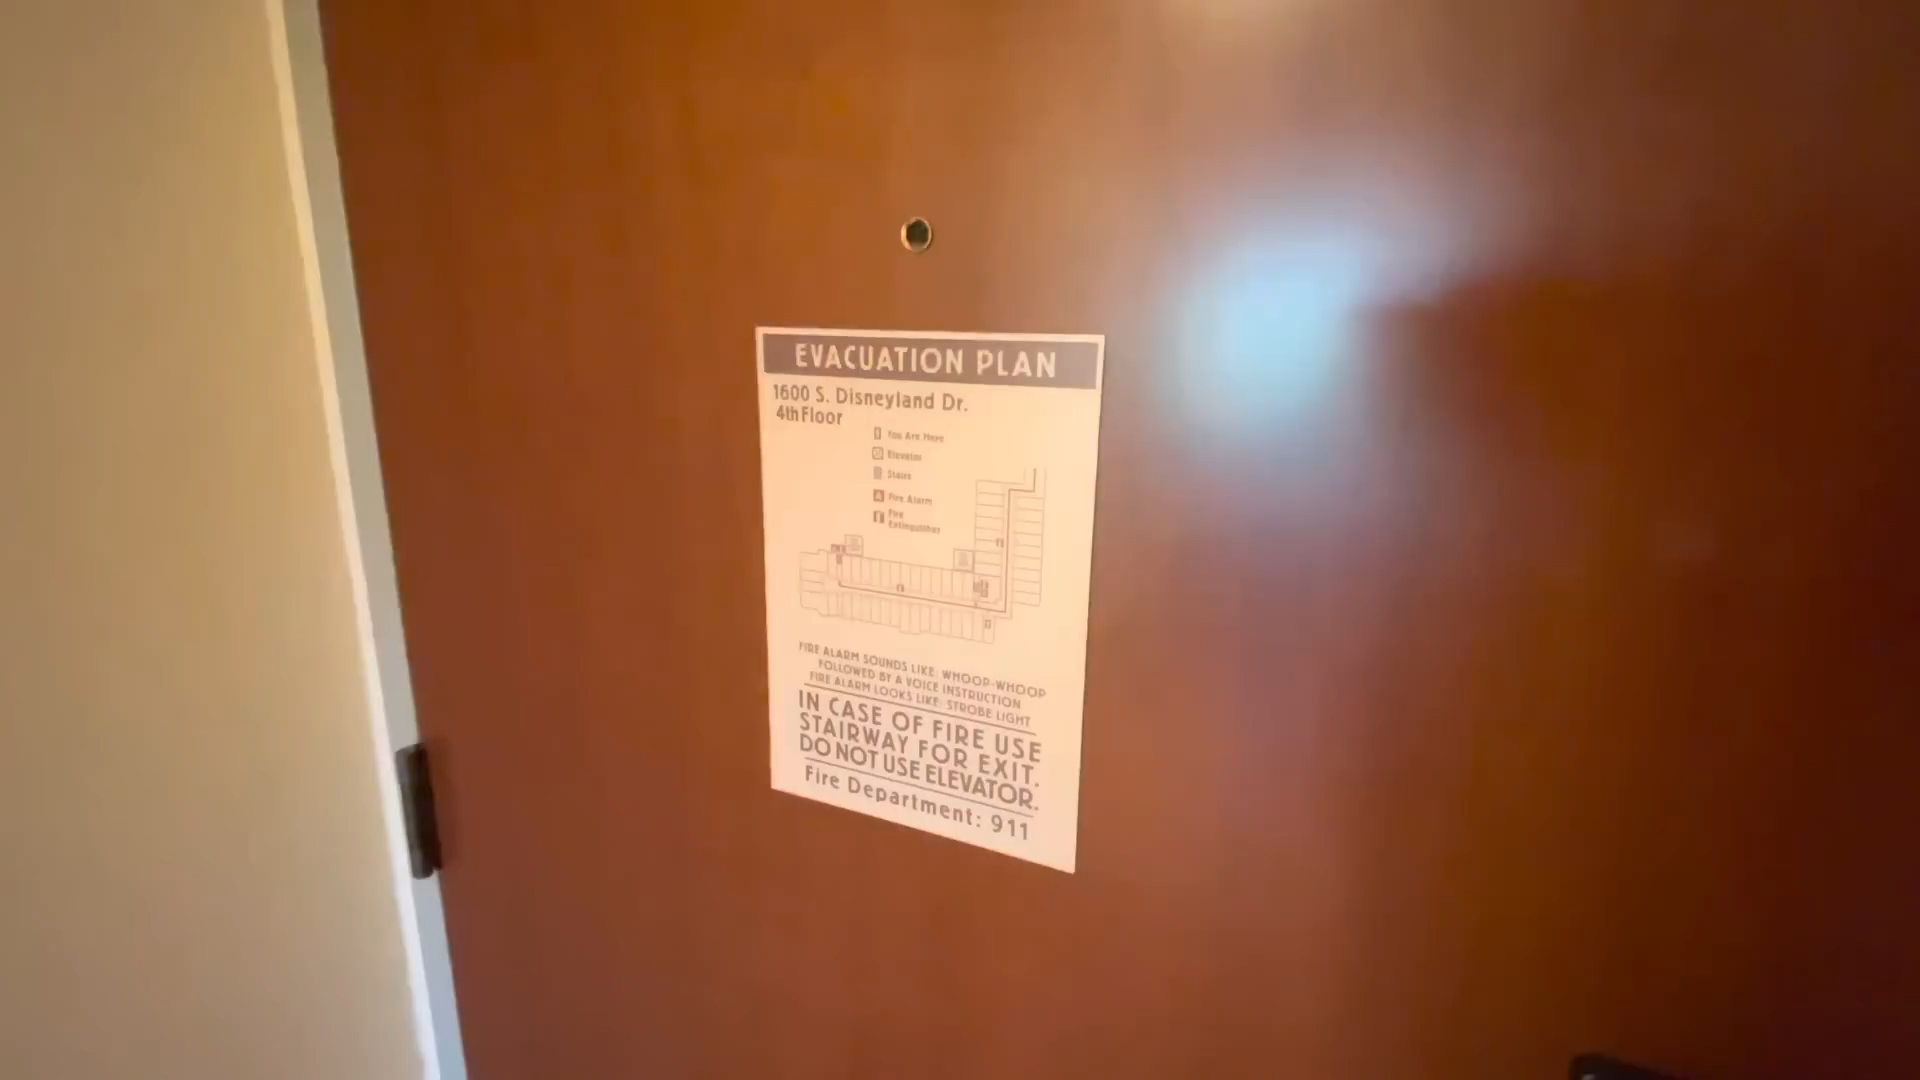 EVACUATION PLAN
1600 S. Disneyland Dr.
4th Floor
You Are Here
Elevator
Stairs
Fire Alarm
Fire
Extinguisher
FIRE ALARM SOUNDS LIKE: WHOOP-WHOOP
FOLLOWED BY A VOICE INSTRUCTION
FIRE ALARM LOOKS LIKE: STROBE LIGHT
IN CASE OF FIRE USE
STAIRWAY FOR EXIT.
DO NOT USE ELEVATOR.
Fire Department: 911